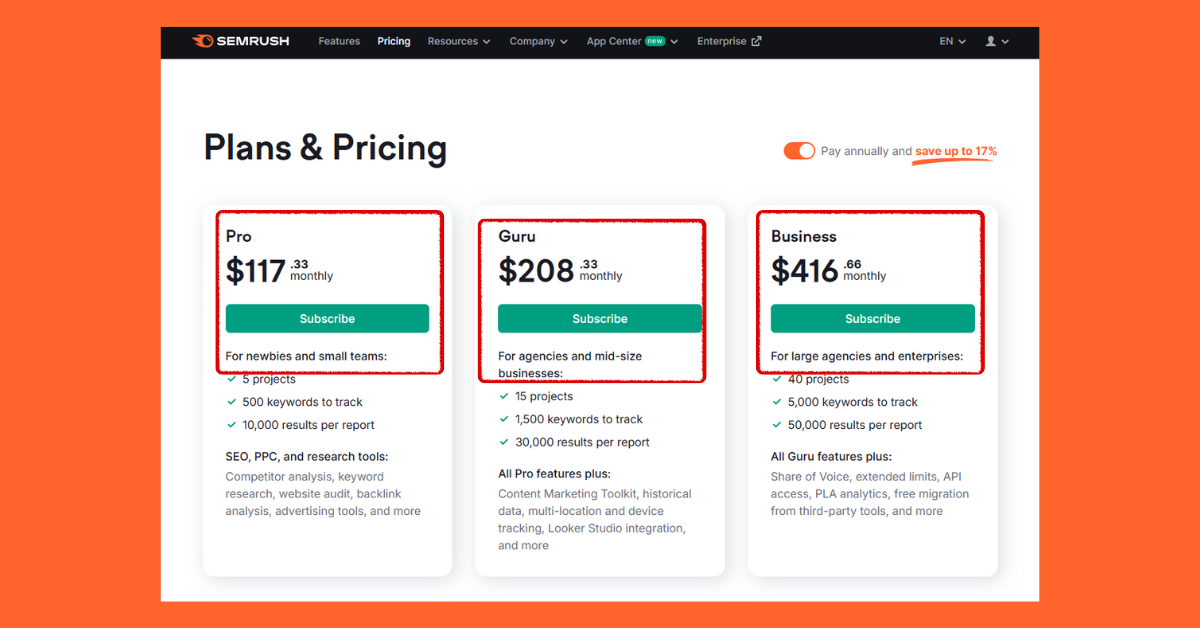 SEMRUSH Features Pricing Resources Company App Center new Enterprise EN
Plans & Pricing
Pay annually and save up to 17%
Pro
$117 .33 monthly
Subscribe
For newbies and small teams:
5 projects
500 keywords to track
10,000 results per report
SEO, PPC, and research tools:
Competitor analysis, keyword
research, website audit, backlink
analysis, advertising tools, and more
Guru
$208 .33 monthly
Subscribe
For agencies and mid-size
businesses:
15 projects
1,500 keywords to track
30,000 results per report
All Pro features plus:
Content Marketing Toolkit, historical
data, multi-location and device
tracking, Looker Studio integration,
and more
Business
$416 .66 monthly
Subscribe
For large agencies and enterprises:
40 projects
5,000 keywords to track
50,000 results per report
All Guru features plus:
Share of Voice, extended limits, API
access, PLA analytics, free migration
from third-party tools, and more